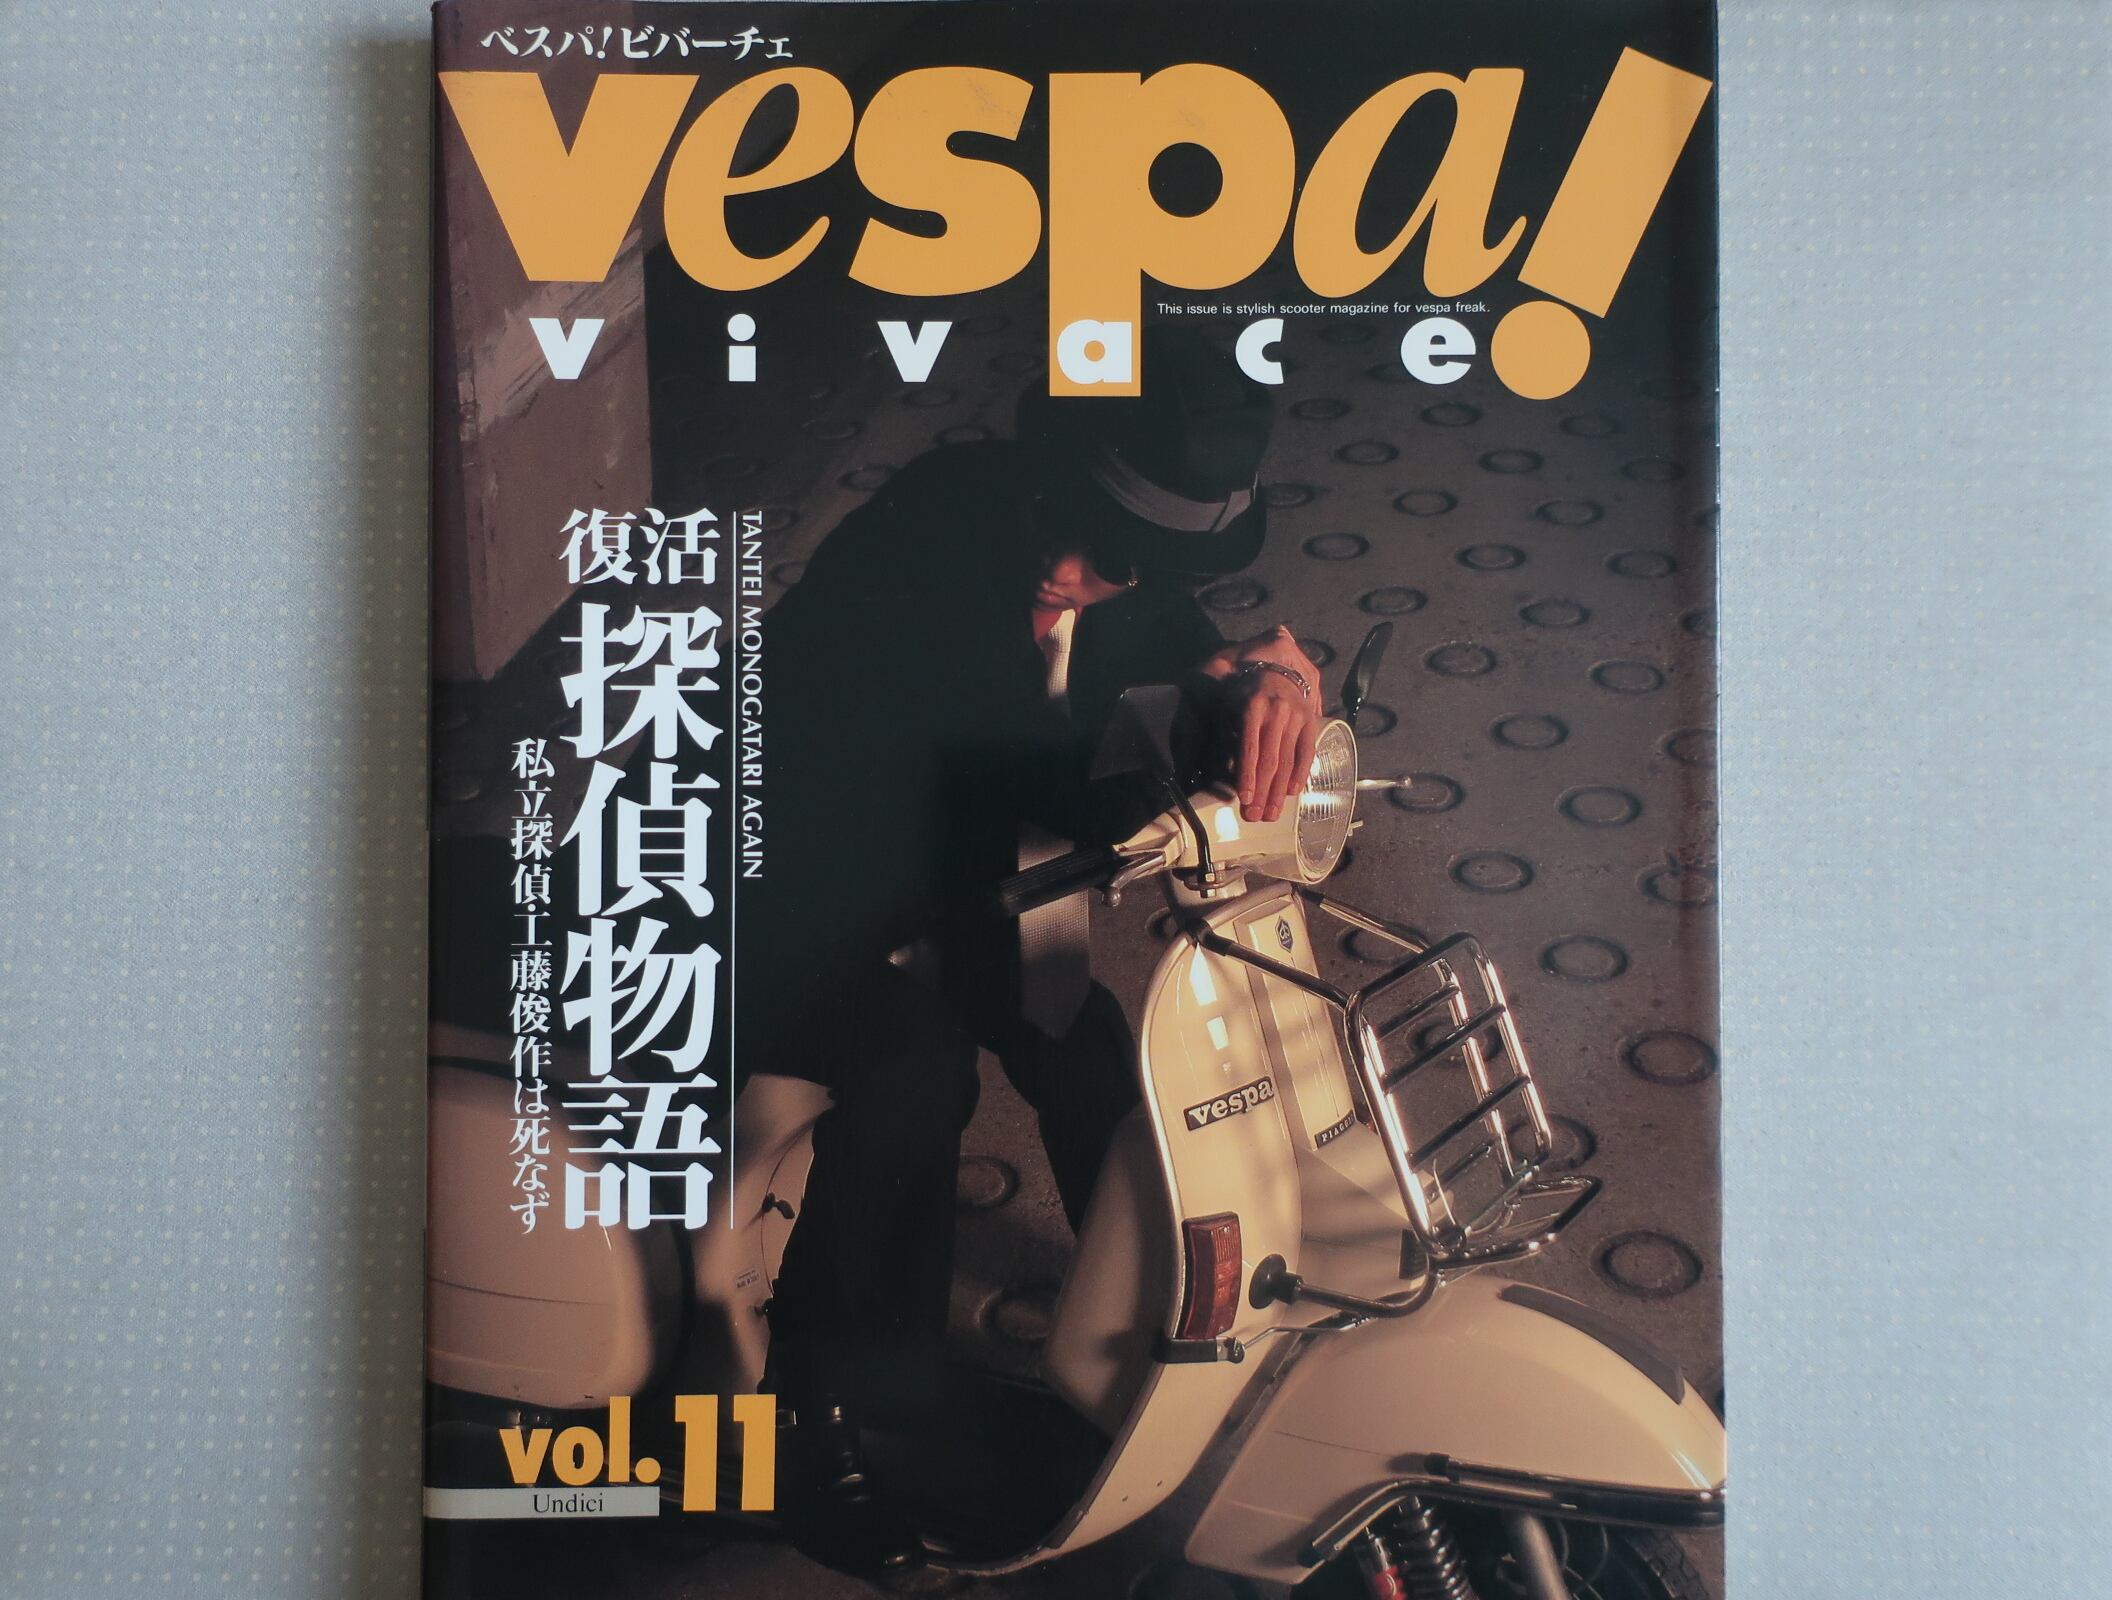 ベスパ!ビバーチェ
vespa!
This issue is stylish scooter magazine for vespa freak.
vivace
TANTEI MONOGATARI AGAIN
復活
探偵物語
私立探偵・工藤俊作は死なず
vespa
vol.11
Undici